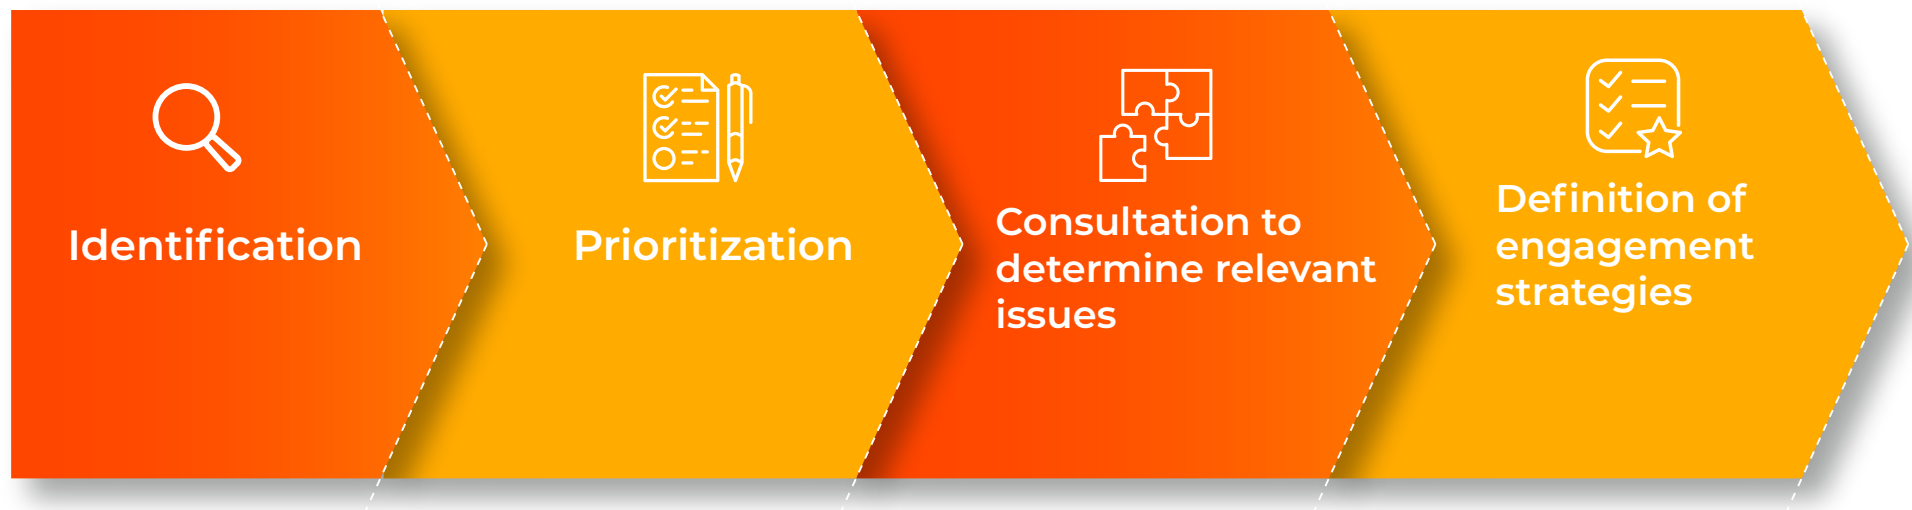 Identification
Prioritization
Consultation to
determine relevant
issues
Definition of
engagement
strategies